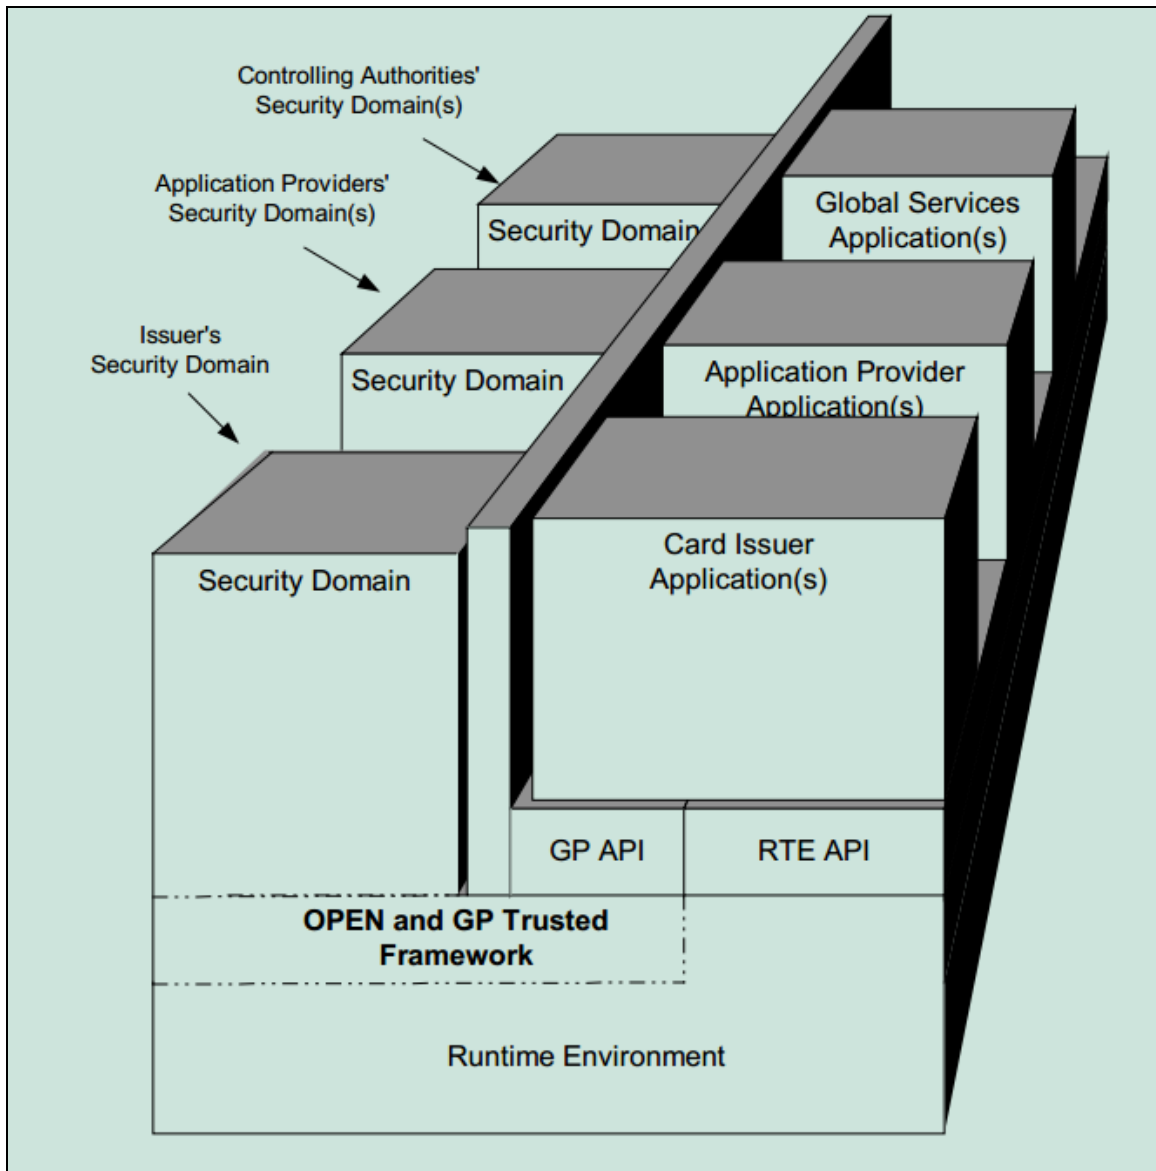 Controlling Authorities'
Security Domain(s)
Application Providers'
Security Domain(s)
Issuer's
Security Domain
Security Domain
Global Services
Application(s)
Security Domain
Application Provider
Application(s)
Security Domain
Card Issuer
Application(s)
GP API
RTE API
OPEN and GP Trusted
Framework
Runtime Environment